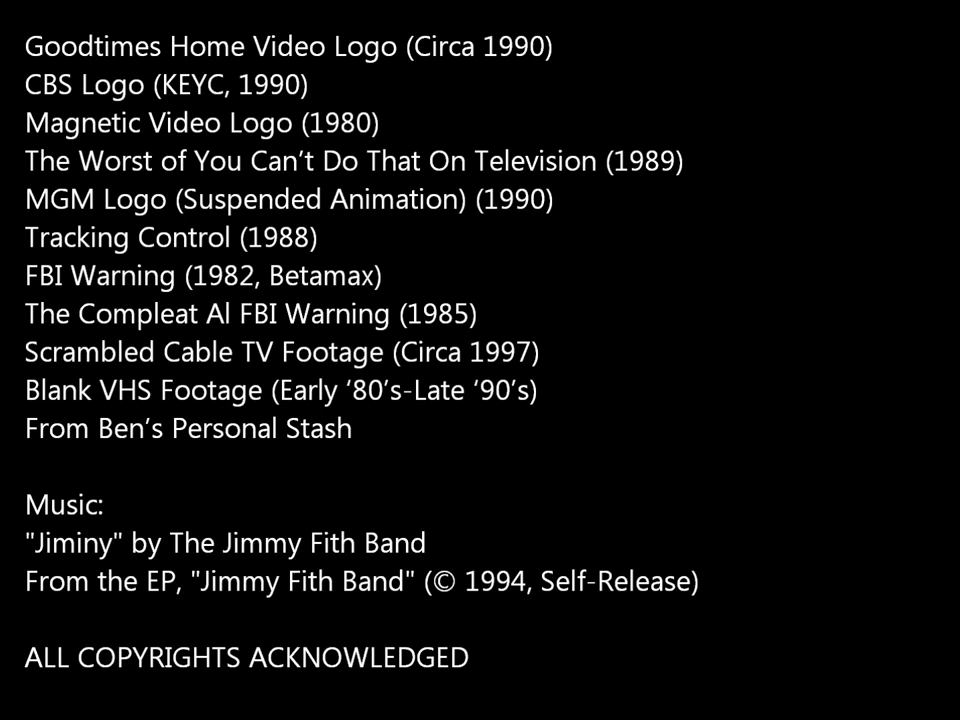 Goodtimes Home Video Logo (Circa 1990)
CBS Logo (KEYC, 1990)
Magnetic Video Logo (1980)
The Worst of You Can’t Do That On Television (1989)
MGM Logo (Suspended Animation) (1990)
Tracking Control (1988)
FBI Warning (1982, Betamax)
The Compleat Al FBI Warning (1985)
Scrambled Cable TV Footage (Circa 1997)
Blank VHS Footage (Early ‘80’s-Late ‘90’s)
From Ben’s Personal Stash
Music:
"Jiminy" by The Jimmy Fith Band
From the EP, "Jimmy Fith Band" (© 1994, Self-Release)
ALL COPYRIGHTS ACKNOWLEDGED